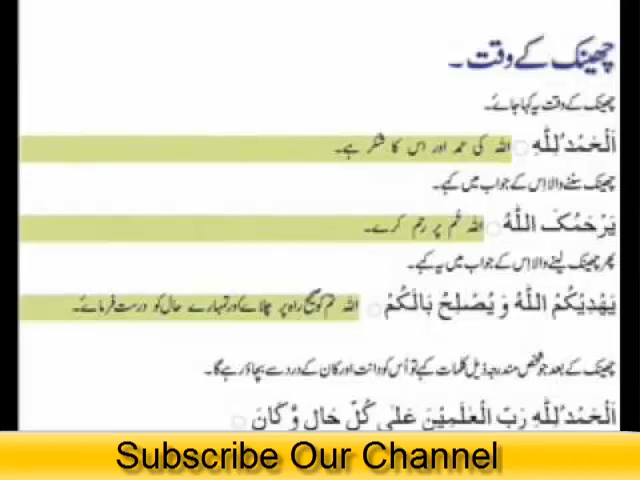 چھینک کے وقت۔
چھینک کے وقت یہ کہا جائے۔
اَلْحَمْدُلِلّٰهِ ○ اللہ کی حمد اور اس کا شکر ہے۔
چھینک سننے والا اس کے جواب میں کہے۔
يَرْحَمُكَ اللّٰهُ ○ اللہ تم پر رحم کرے۔
پھر چھینک لینے والا اس کے جواب میں یہ کہے۔
يَهْدِيْكُمُ اللّٰهُ وَ يُصْلِحُ بَالَكُمْ ○ اللہ تم کو صحیح راہ پر چلائے اور تمہارے حال کو درست فرمائے۔
چھینک کے بعد جو شخص مندرجہ ذیل کلمات کہے تو اُس کو دانت اور کان کے درد سے بچاؤ رہے گا۔
اَلْحَمْدُلِلّٰهِ رَبِّ الْعٰلَمِيْنَ عَلٰى كُلِّ حَالٍ وَّ كَانَ ○
Subscribe Our Channel